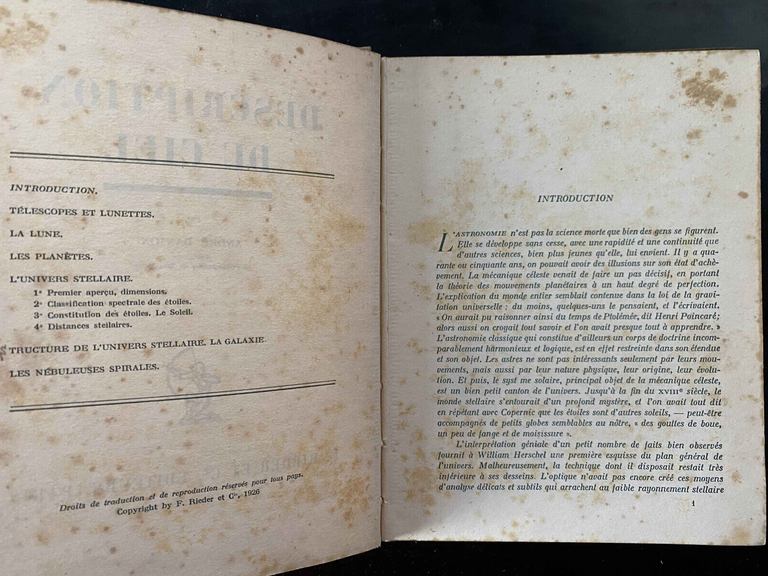 DESCRIPTION
DU CIEL
INTRODUCTION.
TÉLESCOPES ET LUNETTES.
LA LUNE.
LES PLANÈTES.
L'UNIVERS STELLAIRE.
1º Premier aperçu, dimensions.
2º Classification spectrale des étoiles.
3º Constitution des étoiles. Le Soleil.
4º Distances stellaires.
STRUCTURE DE L'UNIVERS STELLAIRE. LA GALAXIE.
LES NÉBULEUSES SPIRALES.
Droits de traduction et de reproduction réservés pour tous pays.
Copyright by F. Rieder et Cie, 1926
INTRODUCTION
L'ASTRONOMIE n'est pas la science morte que bien des gens se figurent.
Elle se développe sans cesse, avec une rapidité et une continuité que
d'autres sciences, bien plus jeunes qu'elle, lui envient. Il y a qua-
rante ou cinquante ans, on pouvait avoir des illusions sur son état d'achè-
vement. La mécanique céleste venait de faire un pas décisif, en portant
la théorie des mouvements planétaires à un haut degré de perfection.
L'explication du monde entier semblait contenue dans la loi de la gravi-
tation universelle ; du moins, quelques-uns le pensaient, et l'écrivaient.
« On aurait pu raisonner ainsi du temps de Ptolémée, dit Henri Poincaré;
alors aussi on croyait tout savoir et l'on avait presque tout à apprendre. »
L'astronomie classique qui constitue d'ailleurs un corps de doctrine incom-
parablement harmonieux et logique, est en effet restreinte dans son étendue
et son objet. Les astres ne sont pas intéressants seulement par leurs mou-
vements, mais aussi par leur nature physique, leur origine, leur évolu-
tion. Et puis, le syst me solaire, principal objet de la mécanique céleste,
est un bien petit canton de l'univers. Jusqu'à la fin du XVIIIe siècle, le
monde stellaire s'entourait d'un profond mystère, et l'on avait tout dit
en répétant avec Copernic que les étoiles sont d'autres soleils, — peut-être
accompagnés de petits globes semblables au nôtre, « des gouttes de boue,
un peu de fange et de moisissure ».
L'interprétation géniale d'un petit nombre de faits bien observés
fournit à William Herschel une première esquisse du plan général de
l'univers. Malheureusement, la technique dont il disposait restait très
inférieure à ses desseins. L'optique n'avait pas encore créé ces moyens
d'analyse délicats et subtils qui arrachent au faible rayonnement stellaire
1